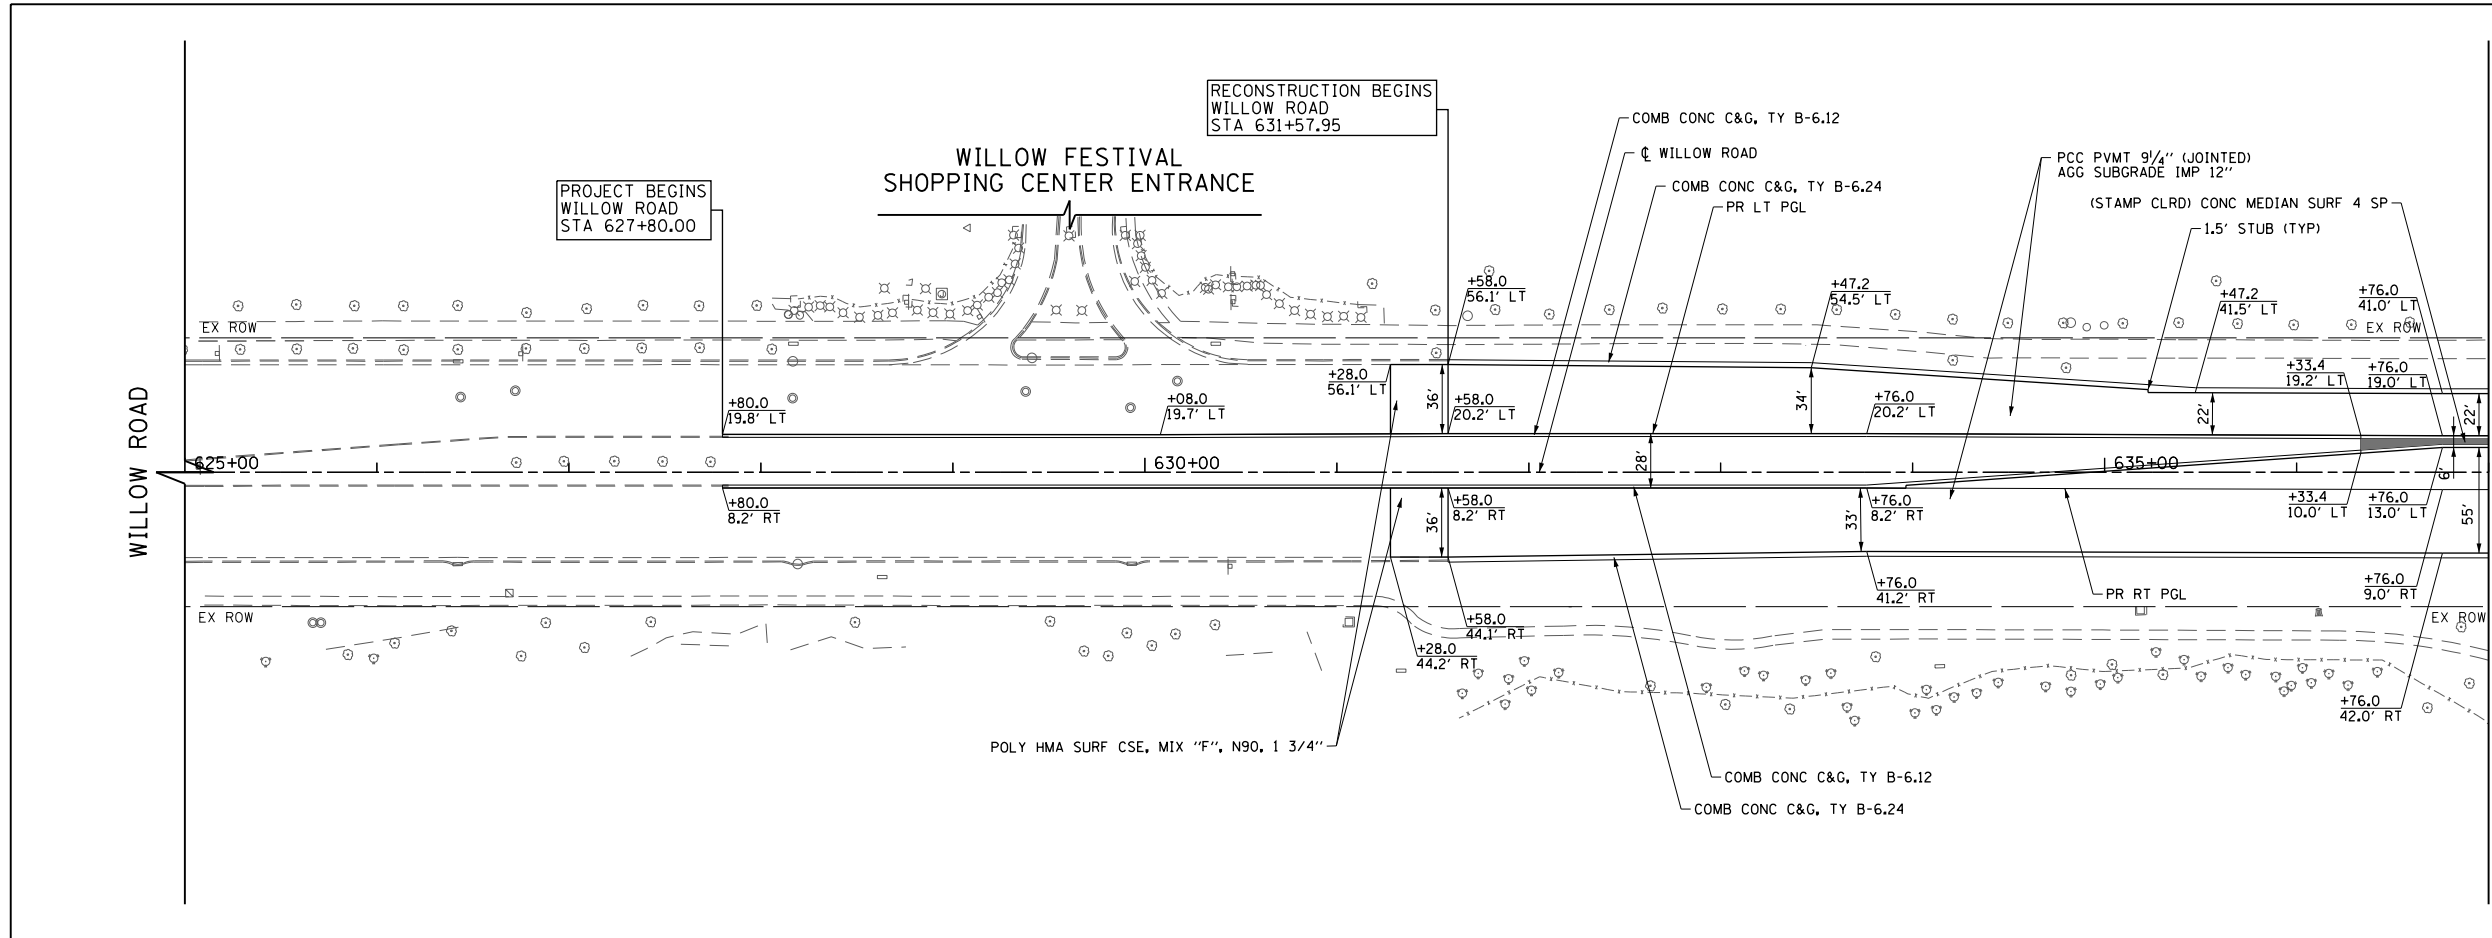 RECONSTRUCTION BEGINS
WILLOW ROAD
STA 631+57.95
COMB CONC C&G, TY B-6.12
℄ WILLOW ROAD
WILLOW FESTIVAL
SHOPPING CENTER ENTRANCE
PCC PVMT 9 1/4" (JOINTED)
AGG SUBGRADE IMP 12"
PROJECT BEGINS
WILLOW ROAD
STA 627+80.00
COMB CONC C&G, TY B-6.24
PR LT PGL
(STAMP CLRD) CONC MEDIAN SURF 4 SP
1.5' STUB (TYP)
+58.0
56.1' LT
+47.2
54.5' LT
+47.2
41.5' LT
+76.0
41.0' LT
EX ROW
EX ROW
+28.0
56.1' LT
+33.4
19.2' LT
+76.0
19.0' LT
+80.0
19.8' LT
+08.0
19.7' LT
36'
+58.0
20.2' LT
34'
+76.0
20.2' LT
22'
22'
WILLOW ROAD
625+00
630+00
28'
635+00
6'
+80.0
8.2' RT
36'
+58.0
8.2' RT
33'
+76.0
8.2' RT
+33.4
10.0' LT
+76.0
13.0' LT
55'
+76.0
41.2' RT
PR RT PGL
+76.0
9.0' RT
EX ROW
EX ROW
+58.0
44.1' RT
+28.0
44.2' RT
+76.0
42.0' RT
POLY HMA SURF CSE, MIX "F", N90, 1 3/4"
COMB CONC C&G, TY B-6.12
COMB CONC C&G, TY B-6.24